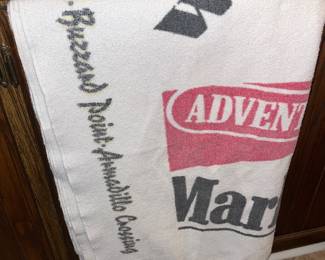 Buzzard Point·Armadillo Crossing
ADVENT
Mar